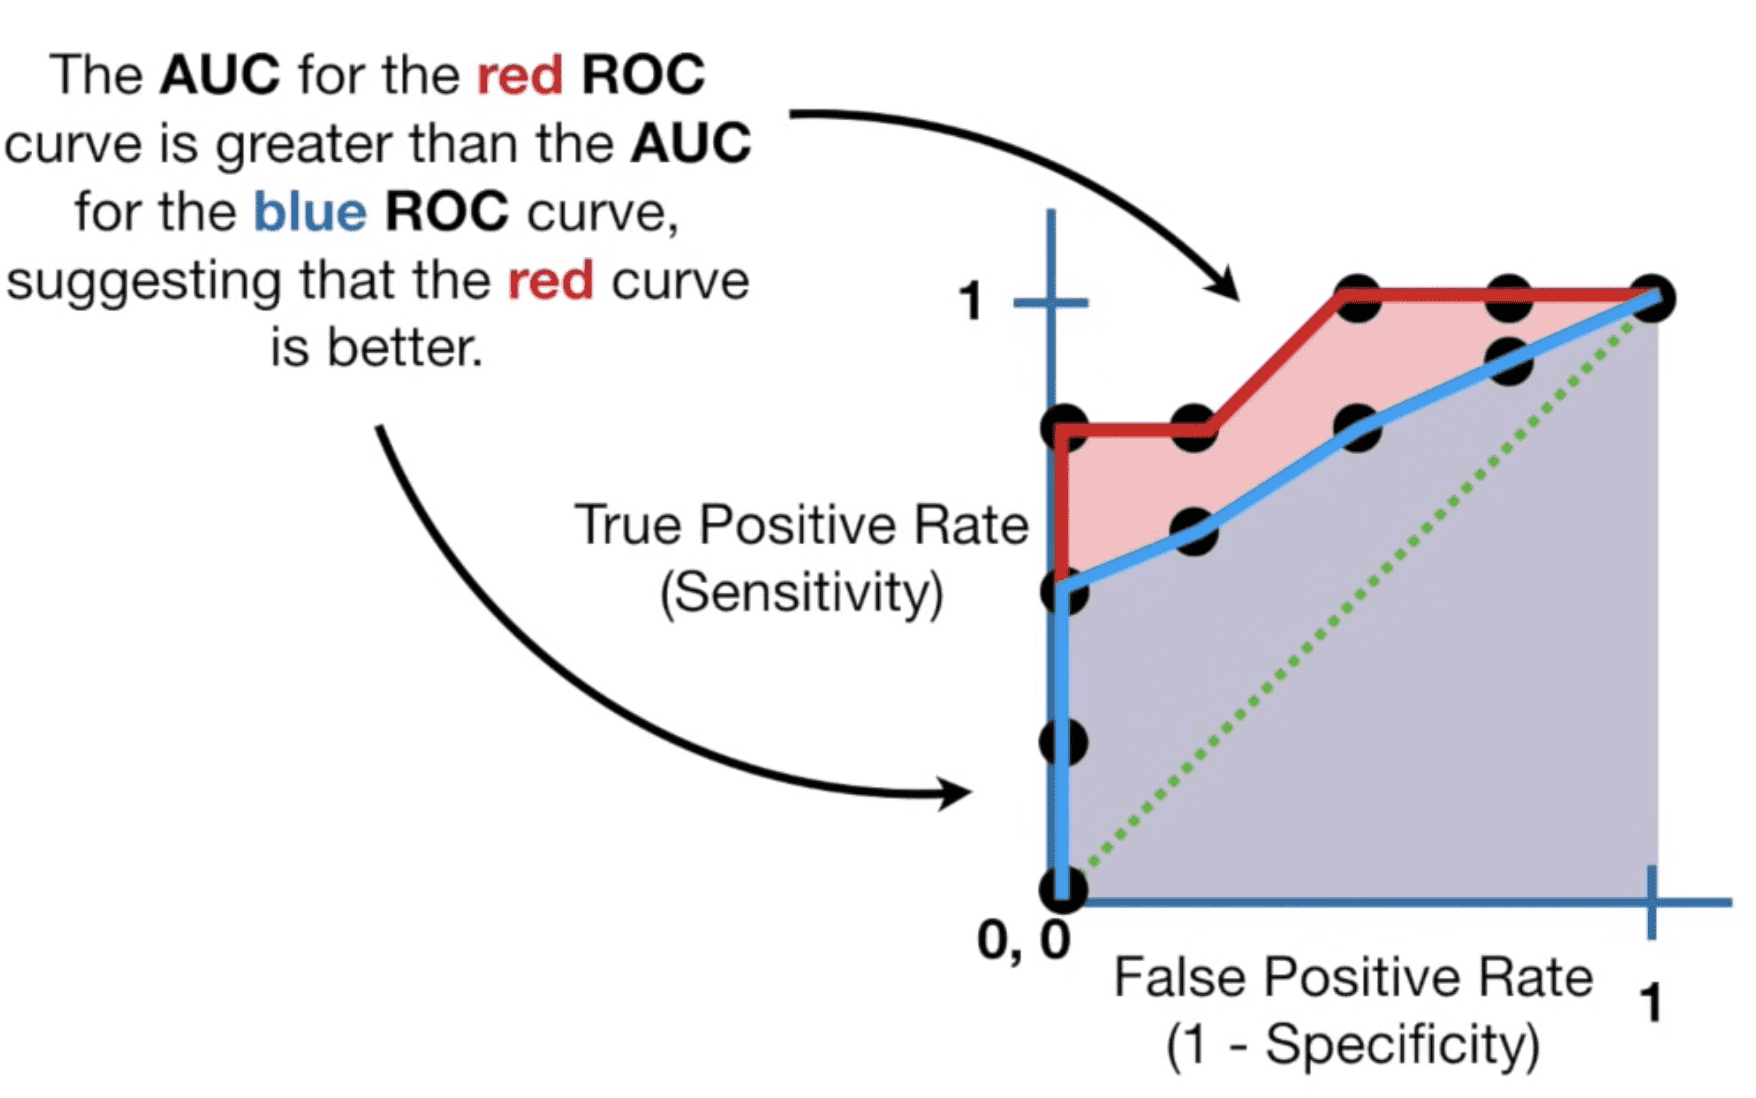 The AUC for the red ROC
curve is greater than the AUC
for the blue ROC curve,
suggesting that the red curve
is better.
1
True Positive Rate
(Sensitivity)
0, 0
False Positive Rate
(1 - Specificity)
1